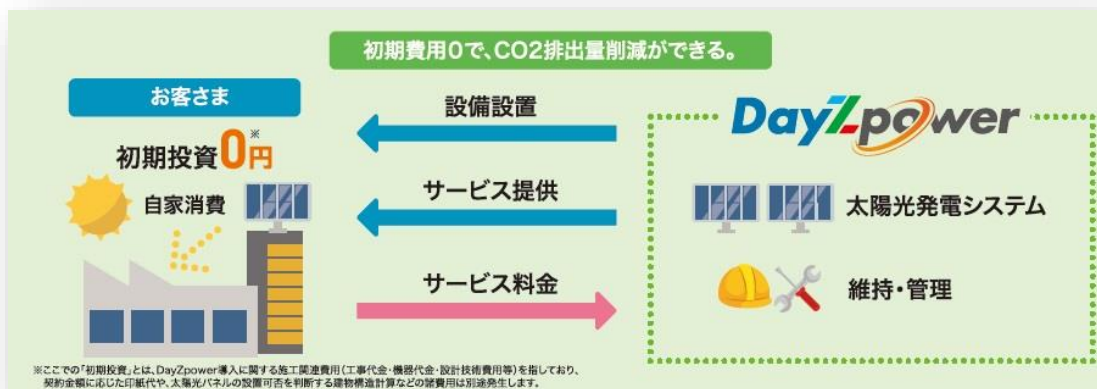 初期費用0で、CO2排出量削減ができる。
お客さま
初期投資0円※
自家消費
設備設置
サービス提供
サービス料金
DayZpower
太陽光発電システム
維持・管理
※ここでの「初期投資」とは、DayZpower導入に関する施工関連費用(工事代金・機器代金・設計技術費用等)を指しており、
契約金額に応じた印紙代や、太陽光パネルの設置可否を判断する建物構造計算などの諸費用は別途発生します。